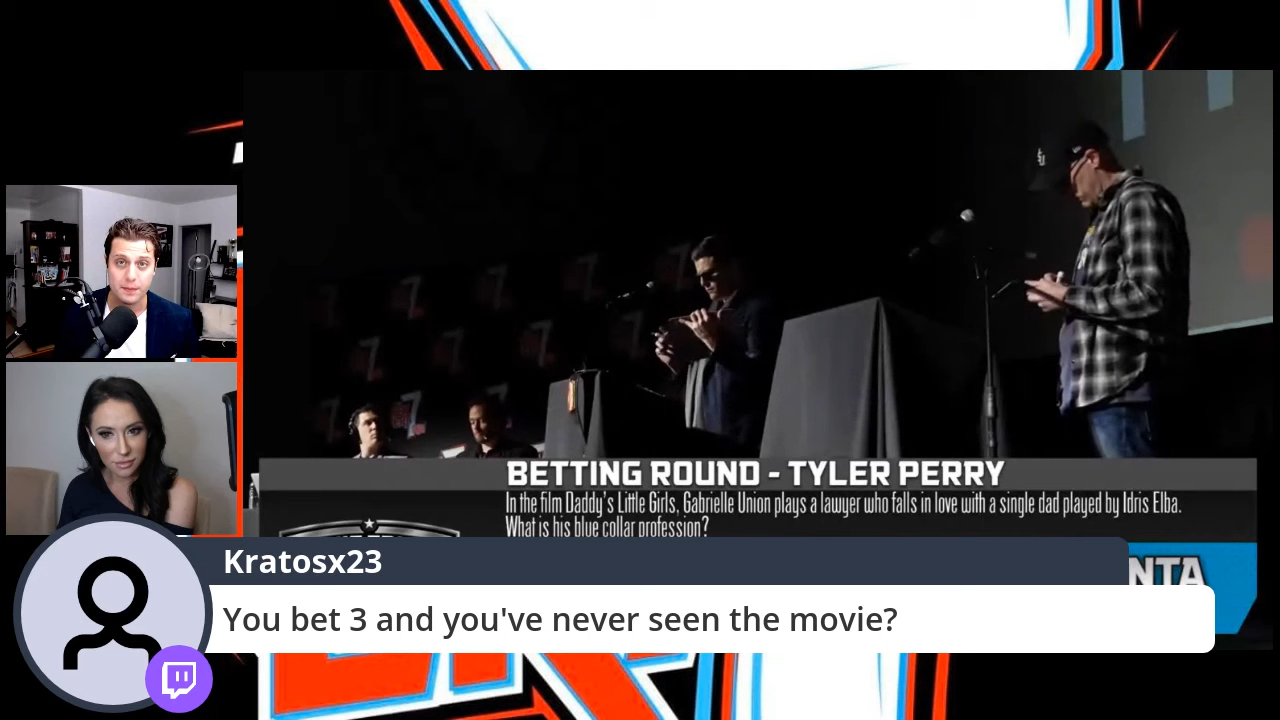 BETTING ROUND - TYLER PERRY
In the film Daddy's Little Girls, Gabrielle Union plays a lawyer who falls in love with a single dad played by Idris Elba.
What is his blue collar profession?
NTA
Kratosx23
You bet 3 and you've never seen the movie?